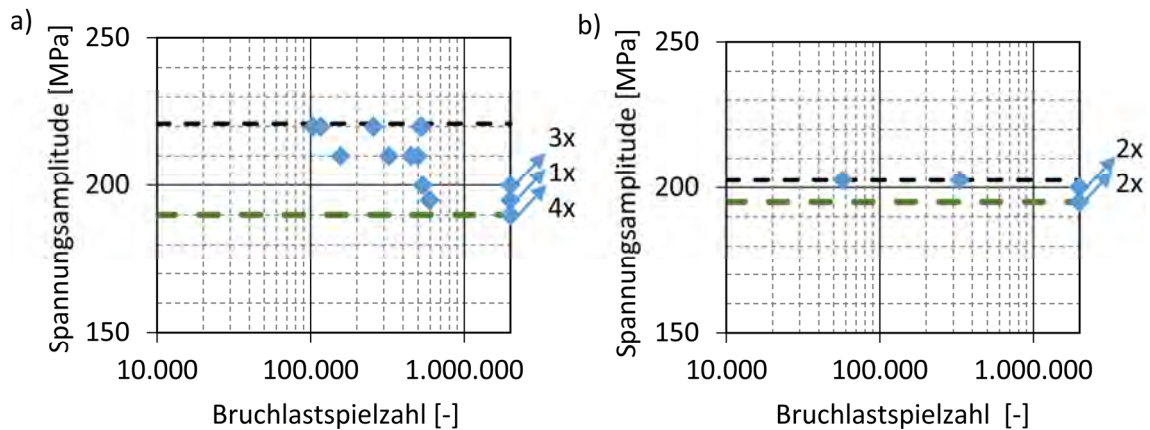 a)
Spannungsamplitude [MPa]
250
200
150
3x
1x
4x
10.000 100.000 1.000.000
Bruchlastspielzahl [-]
b)
Spannungsamplitude [MPa]
250
200
150
2x
2x
10.000 100.000 1.000.000
Bruchlastspielzahl [-]